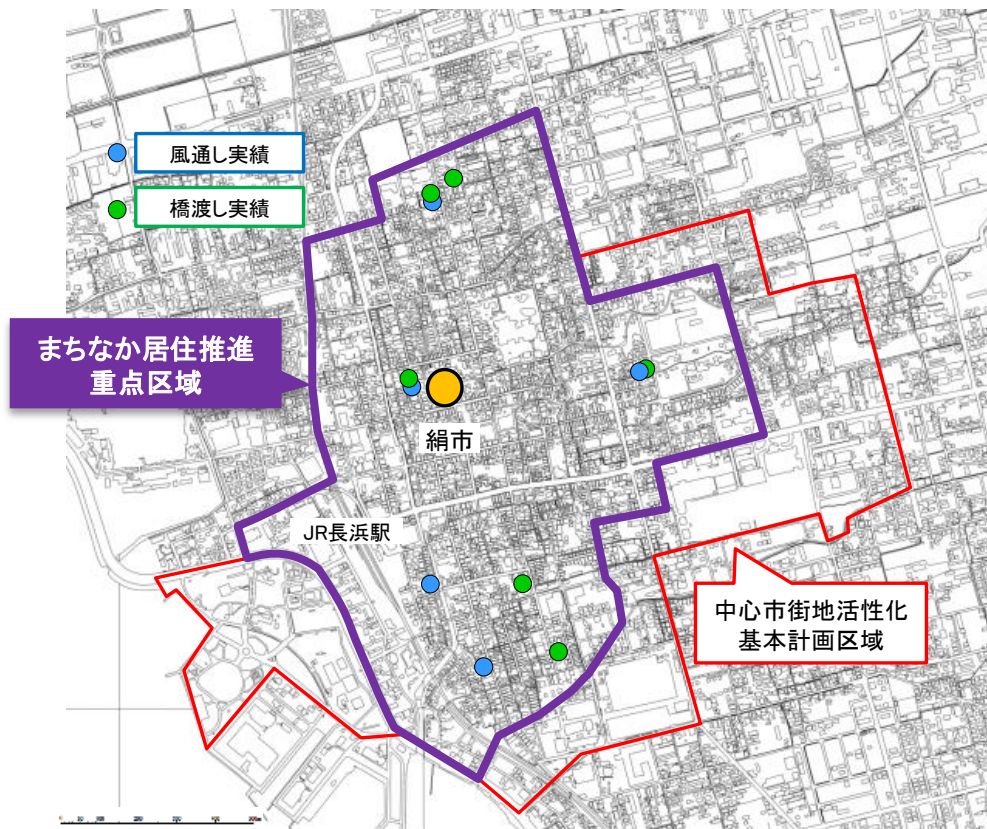 風通し実績
橋渡し実績
まちなか居住推進
重点区域
絹市
JR長浜駅
中心市街地活性化
基本計画区域